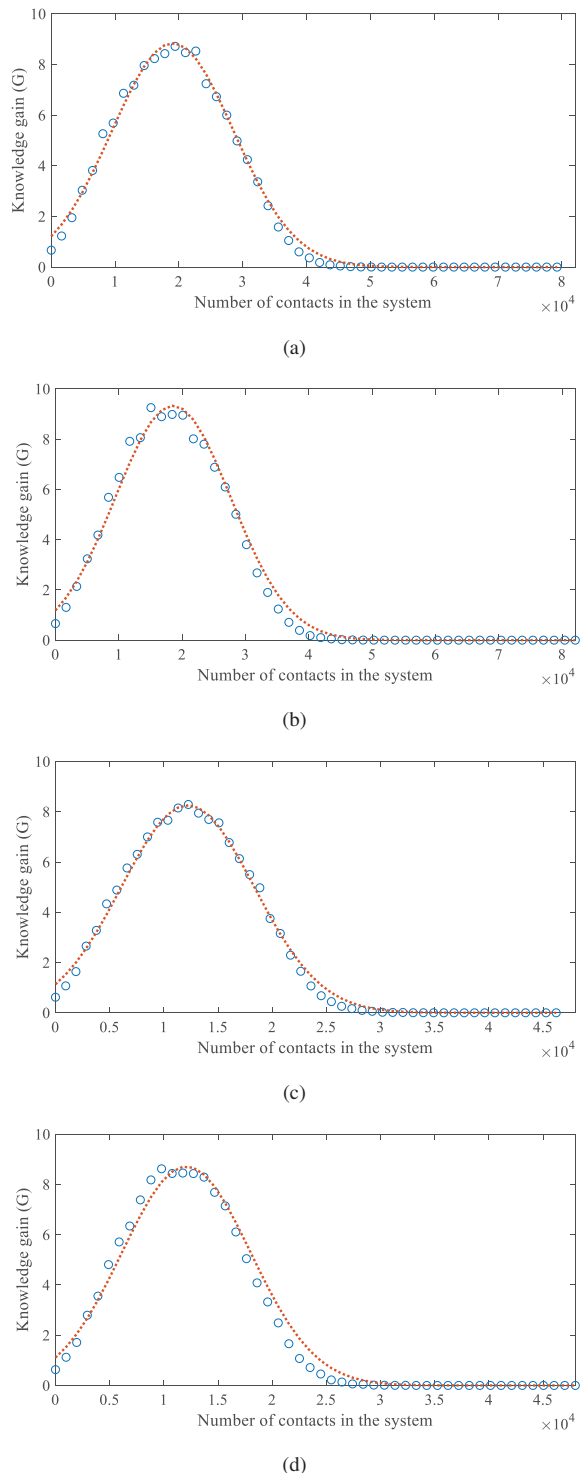 10
8
6
4
2
0
Knowledge gain (G)
0 1 2 3 4 5 6 7 8
Number of contacts in the system
×10^4
(a)
10
8
6
4
2
0
Knowledge gain (G)
0 1 2 3 4 5 6 7 8
Number of contacts in the system
×10^4
(b)
10
8
6
4
2
0
Knowledge gain (G)
0 0.5 1 1.5 2 2.5 3 3.5 4 4.5
Number of contacts in the system
×10^4
(c)
10
8
6
4
2
0
Knowledge gain (G)
0 0.5 1 1.5 2 2.5 3 3.5 4 4.5
Number of contacts in the system
×10^4
(d)